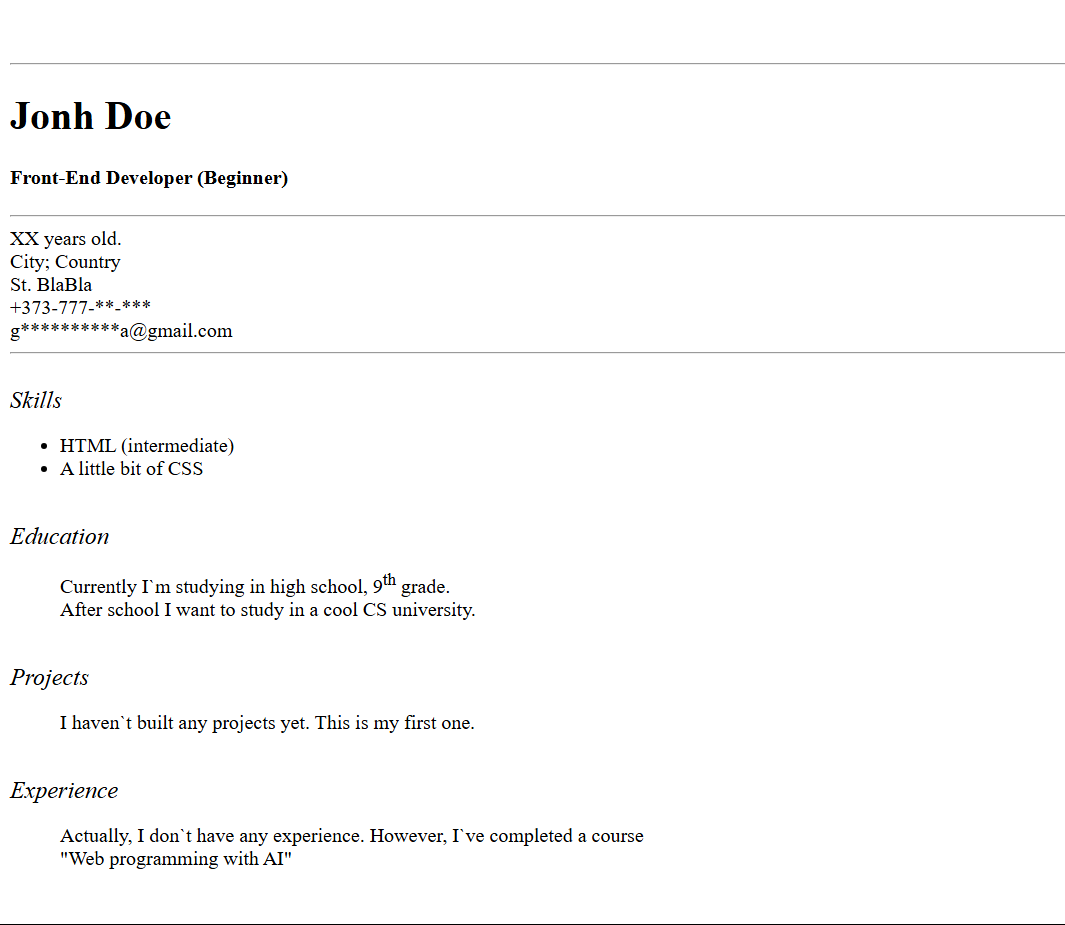 Jonh Doe
Front-End Developer (Beginner)
XX years old.
City; Country
St. BlaBla
+373-777-**-***
g**********a@gmail.com
Skills
• HTML (intermediate)
• A little bit of CSS
Education
Currently I`m studying in high school, 9th grade.
After school I want to study in a cool CS university.
Projects
I haven`t built any projects yet. This is my first one.
Experience
Actually, I don`t have any experience. However, I`ve completed a course
"Web programming with AI"